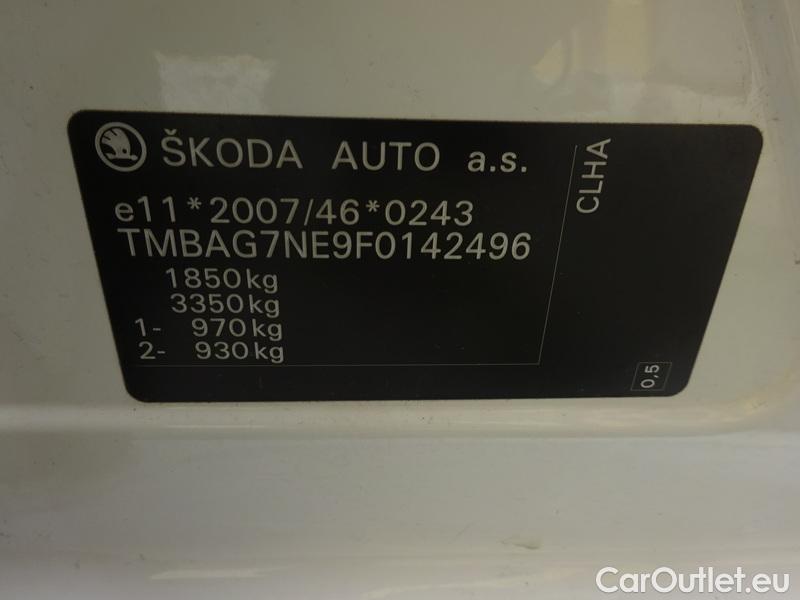 ŠKODA AUTO a.s.
e11*2007/46*0243
TMBAG7NE9F0142496
1850kg
3350kg
1- 970kg
2- 930kg
CLHA
0,5
CarOutlet.eu